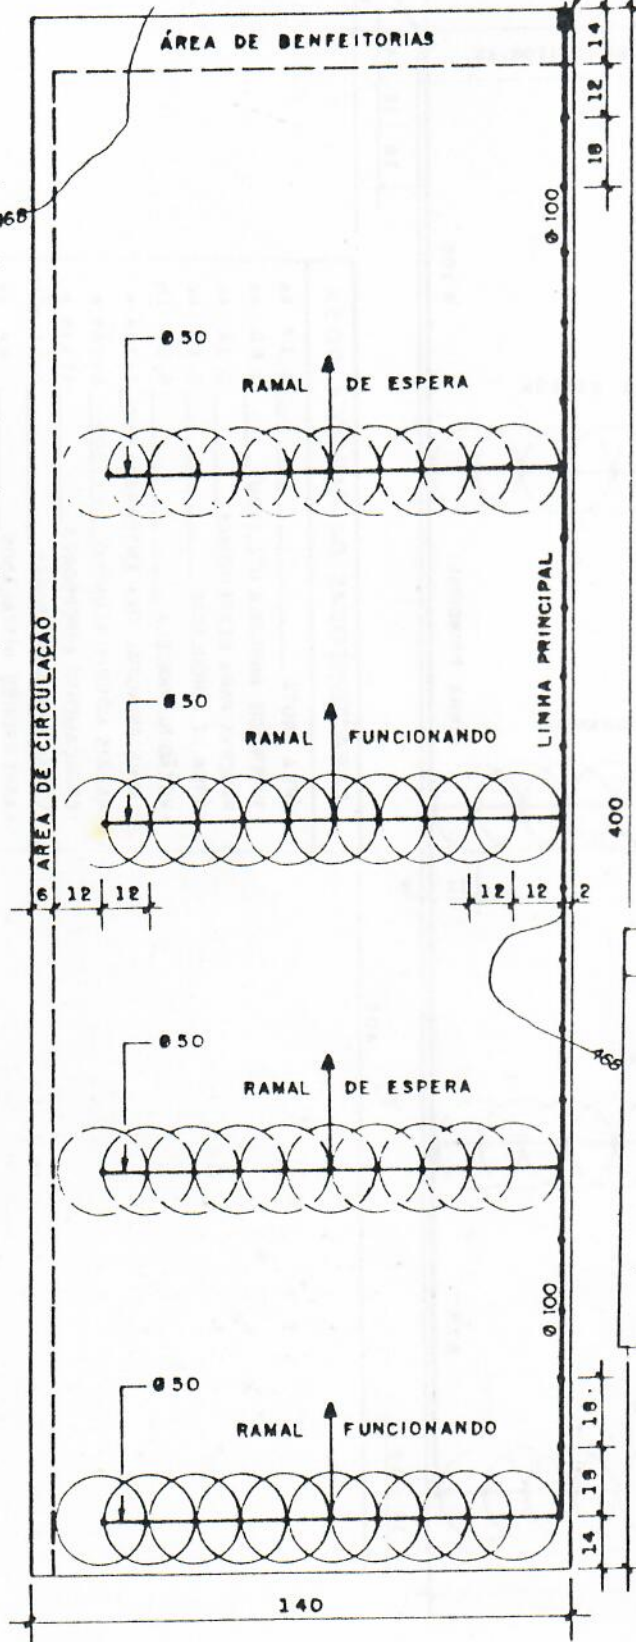 ÁREA DE BENFEITORIAS
14
12
18
Ø 100
468
Ø 50
RAMAL DE ESPERA
LINHA PRINCIPAL
ÁREA DE CIRCULAÇÃO
Ø 50
RAMAL FUNCIONANDO
400
6 12 12
12 12 2
468
Ø 50
RAMAL DE ESPERA
Ø 100
Ø 50
RAMAL FUNCIONANDO
18
18
14
140